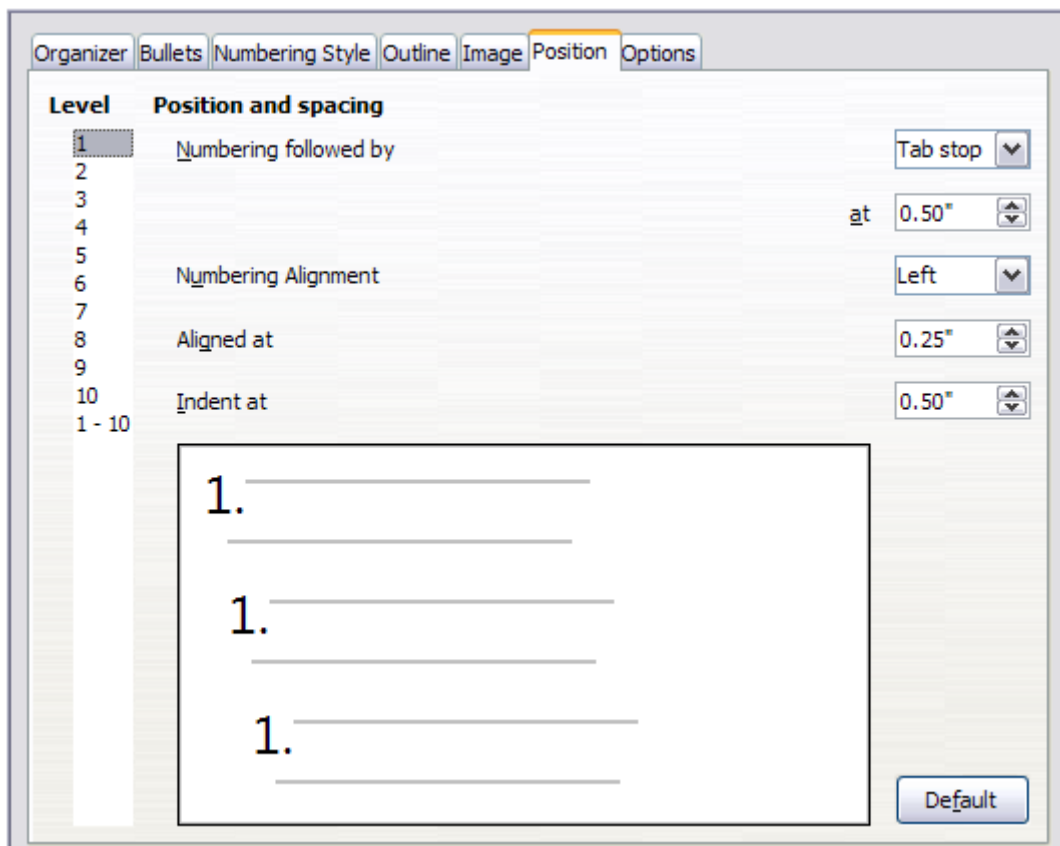 Organizer Bullets Numbering Style Outline Image Position Options
Level Position and spacing
1 Numbering followed by Tab stop
2
3
at 0.50"
4
5
6 Numbering Alignment Left
7
8 Aligned at 0.25"
9
10 Indent at 0.50"
1 - 10
1.
1.
1.
Default